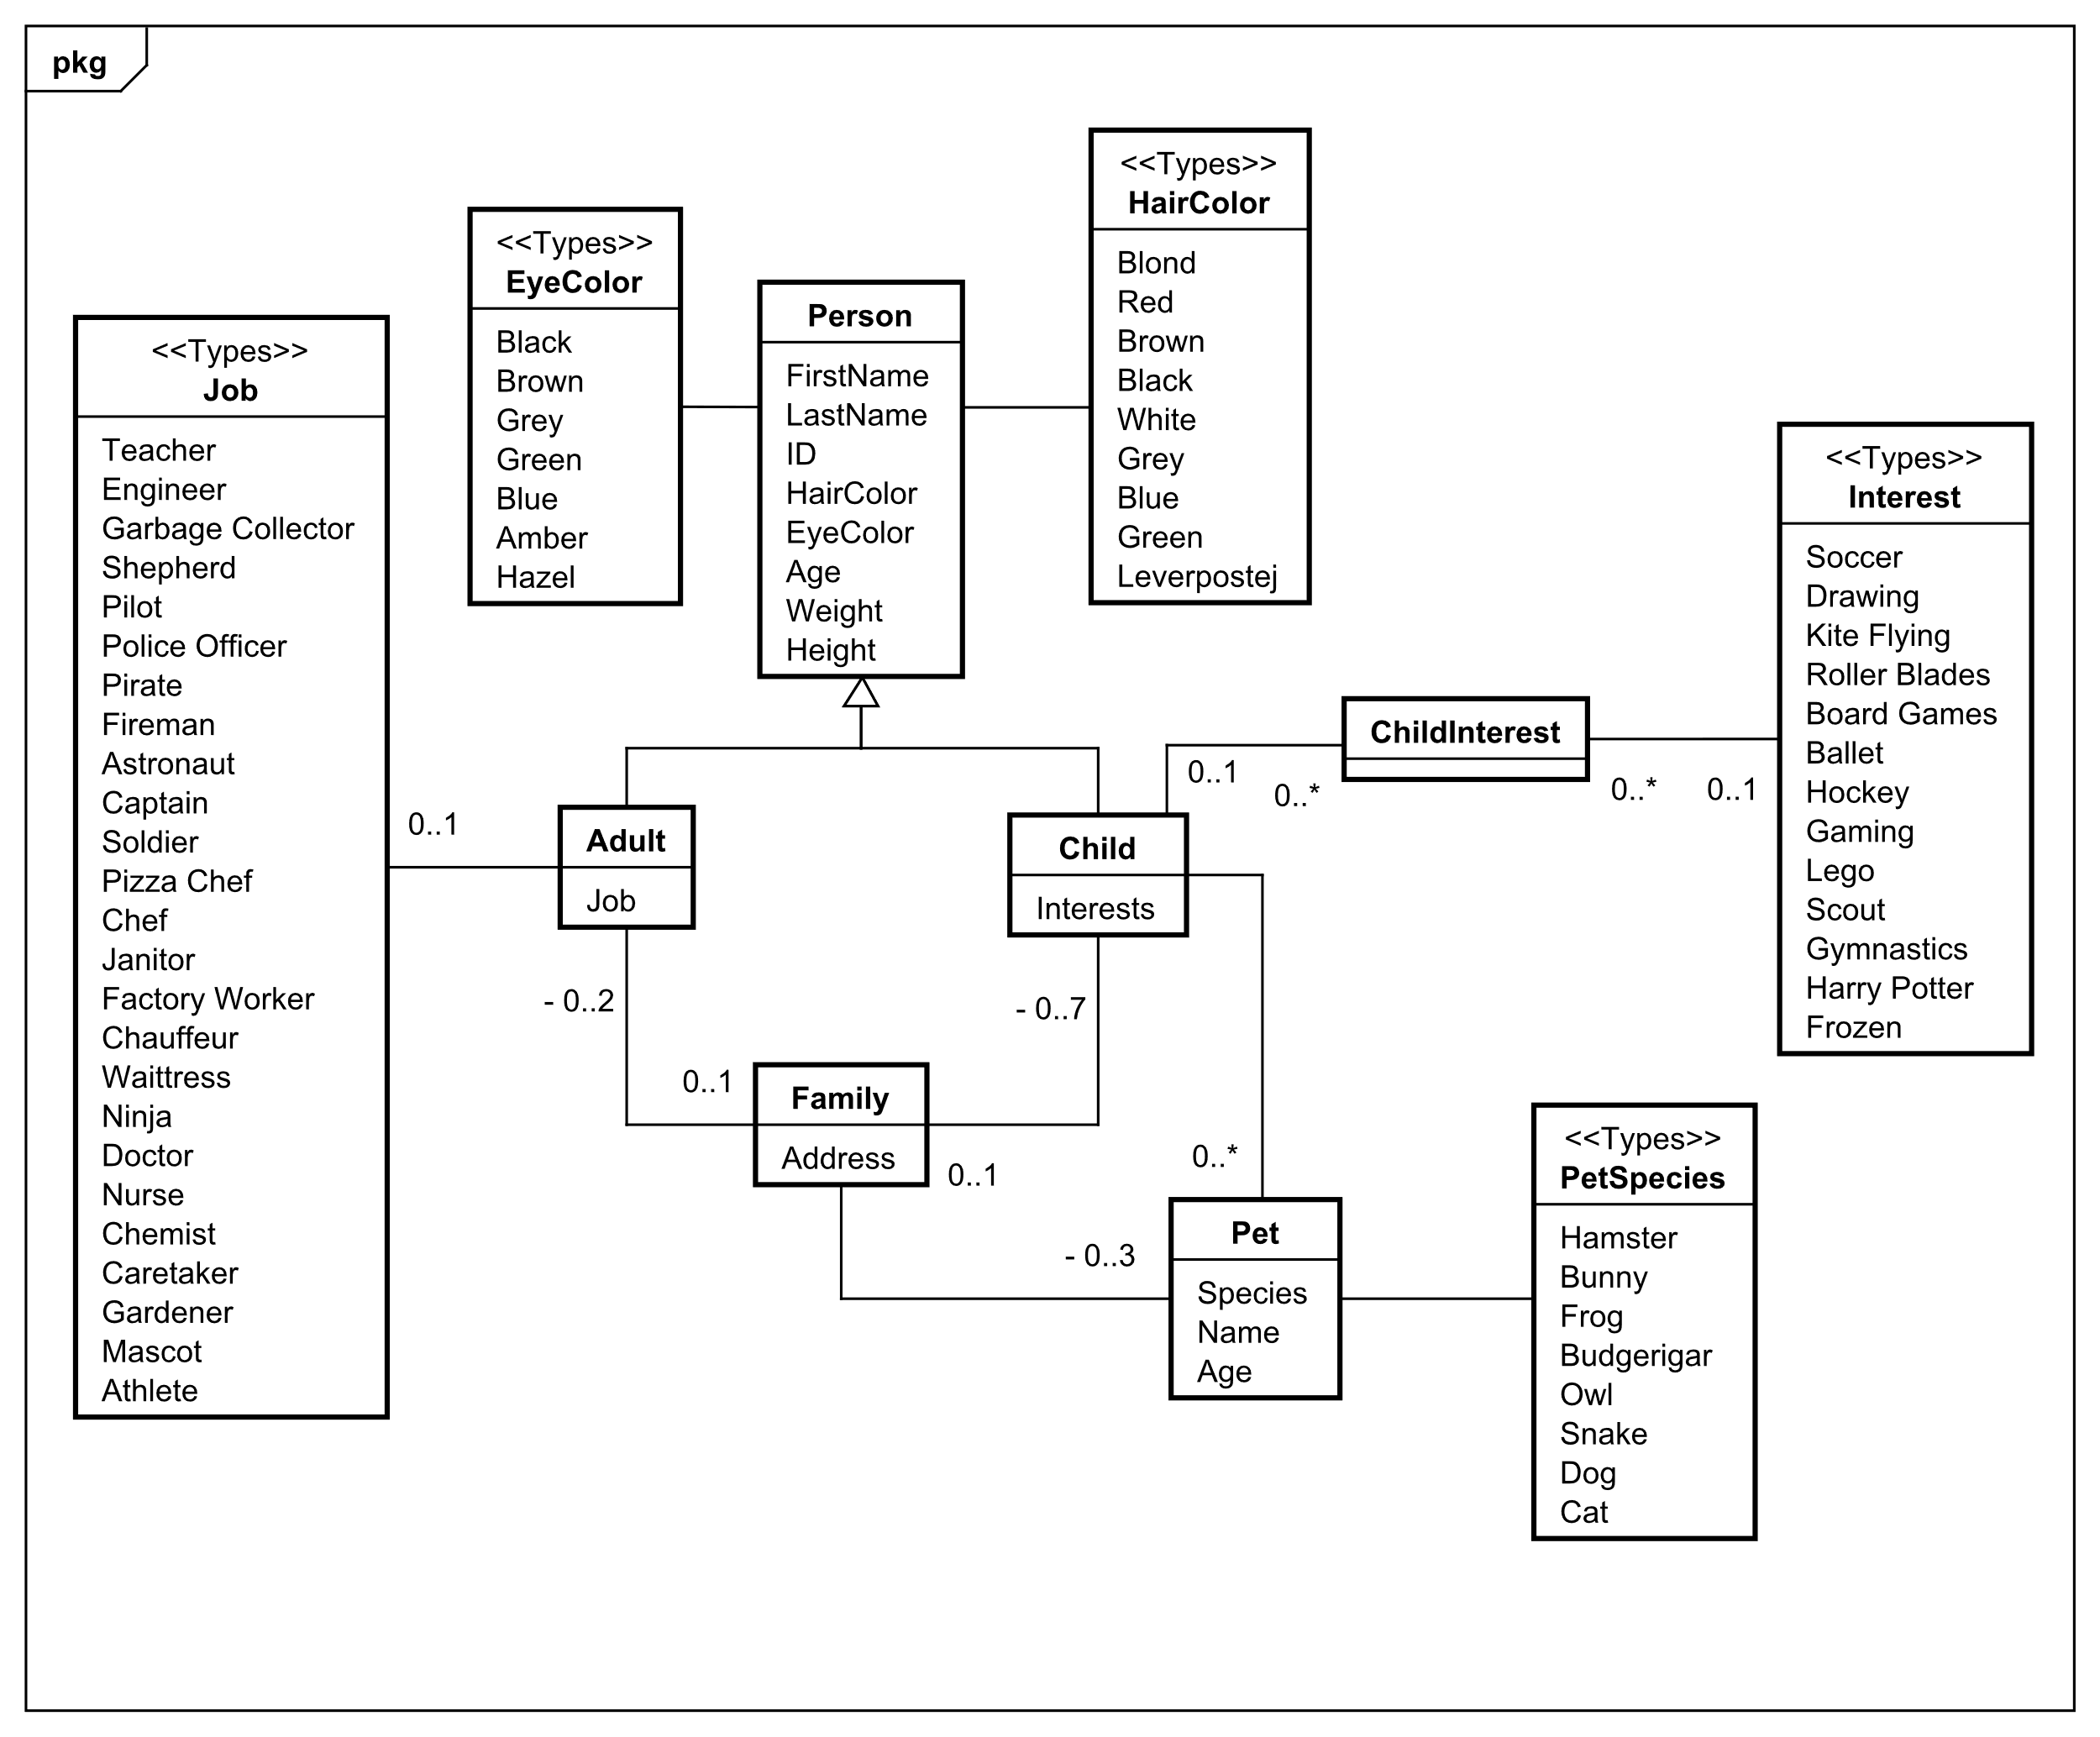 pkg
<<Types>>
HairColor
Blond
Red
Brown
Black
White
Grey
Blue
Green
Leverpostej
<<Types>>
EyeColor
Black
Brown
Grey
Green
Blue
Amber
Hazel
Person
FirstName
LastName
ID
HairColor
EyeColor
Age
Weight
Height
<<Types>>
Job
Teacher
Engineer
Garbage Collector
Shepherd
Pilot
Police Officer
Pirate
Fireman
Astronaut
Captain
Soldier
Pizza Chef
Chef
Janitor
Factory Worker
Chauffeur
Waittress
Ninja
Doctor
Nurse
Chemist
Caretaker
Gardener
Mascot
Athlete
<<Types>>
Interest
Soccer
Drawing
Kite Flying
Roller Blades
Board Games
Ballet
Hockey
Gaming
Lego
Scout
Gymnastics
Harry Potter
Frozen
ChildInterest
0..1
0..*
0..*
0..1
0..1
Adult
Job
Child
Interests
- 0..2
- 0..7
0..1
Family
Address
0..1
0..*
- 0..3
Pet
Species
Name
Age
<<Types>>
PetSpecies
Hamster
Bunny
Frog
Budgerigar
Owl
Snake
Dog
Cat